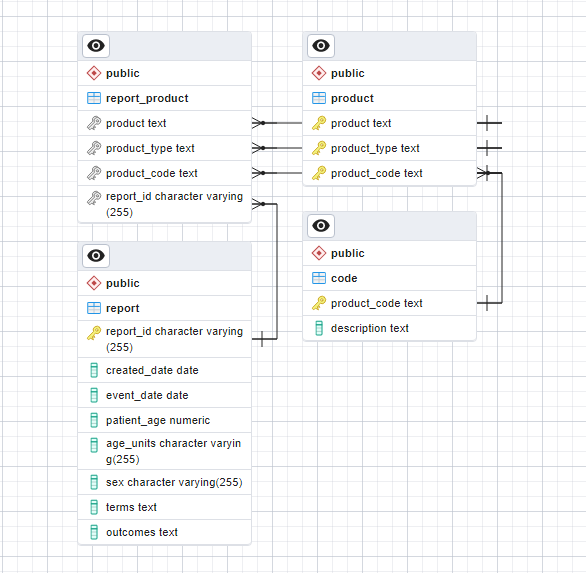 public
report_product
product text
product_type text
product_code text
report_id character varying
(255)
public
product
product text
product_type text
product_code text
public
report
report_id character varying
(255)
created_date date
event_date date
patient_age numeric
age_units character varyin
g(255)
sex character varying(255)
terms text
outcomes text
public
code
product_code text
description text